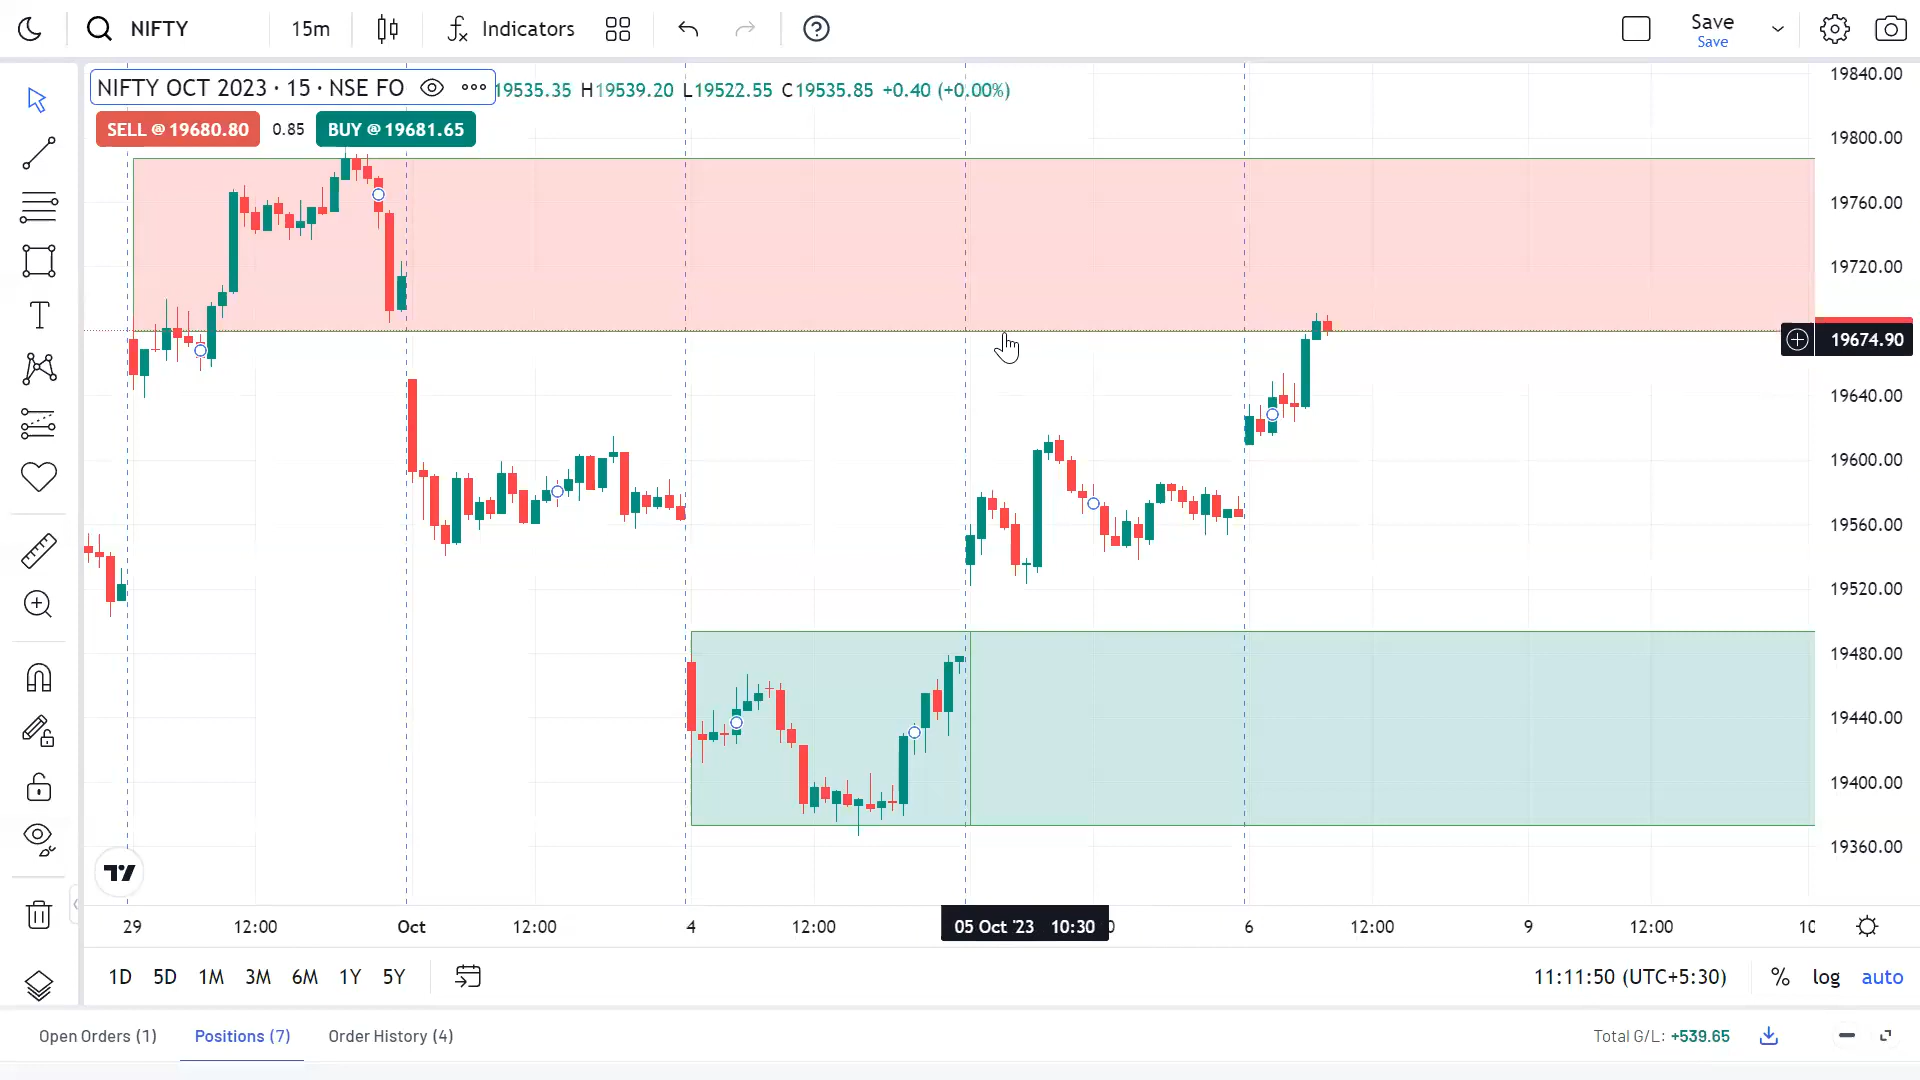 NIFTY 15m Indicators Save
Save
NIFTY OCT 2023 · 15 · NSE FO 19535.35 H19539.20 L19522.55 C19535.85 +0.40 (+0.00%)
SELL @ 19680.80 0.85 BUY @ 19681.65
19840.00
19800.00
19760.00
19720.00
19674.90
19640.00
19600.00
19560.00
19520.00
19480.00
19440.00
19400.00
19360.00
29 12:00 Oct 12:00 4 12:00 05 Oct '23 10:30 6 12:00 9 12:00
1D 5D 1M 3M 6M 1Y 5Y 11:11:50 (UTC+5:30) % log auto
Open Orders (1) Positions (7) Order History (4) Total G/L: +539.65